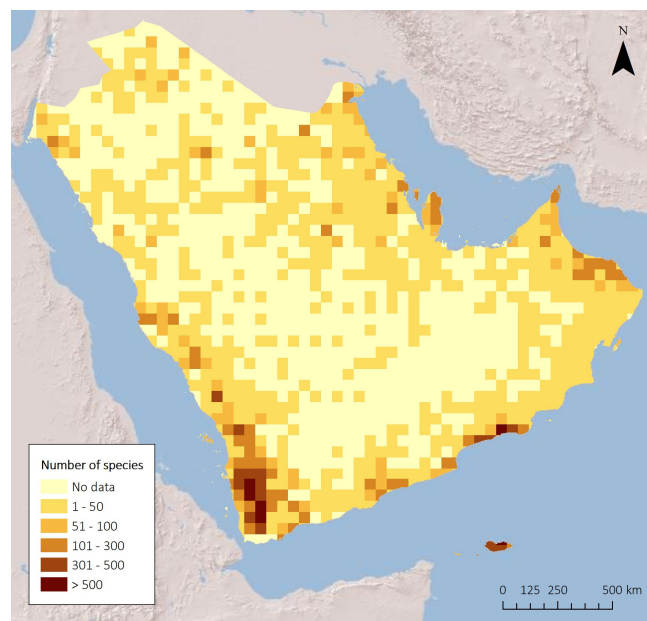 N
Number of species
No data
1 - 50
51 - 100
101 - 300
301 - 500
> 500
0 125 250 500 km